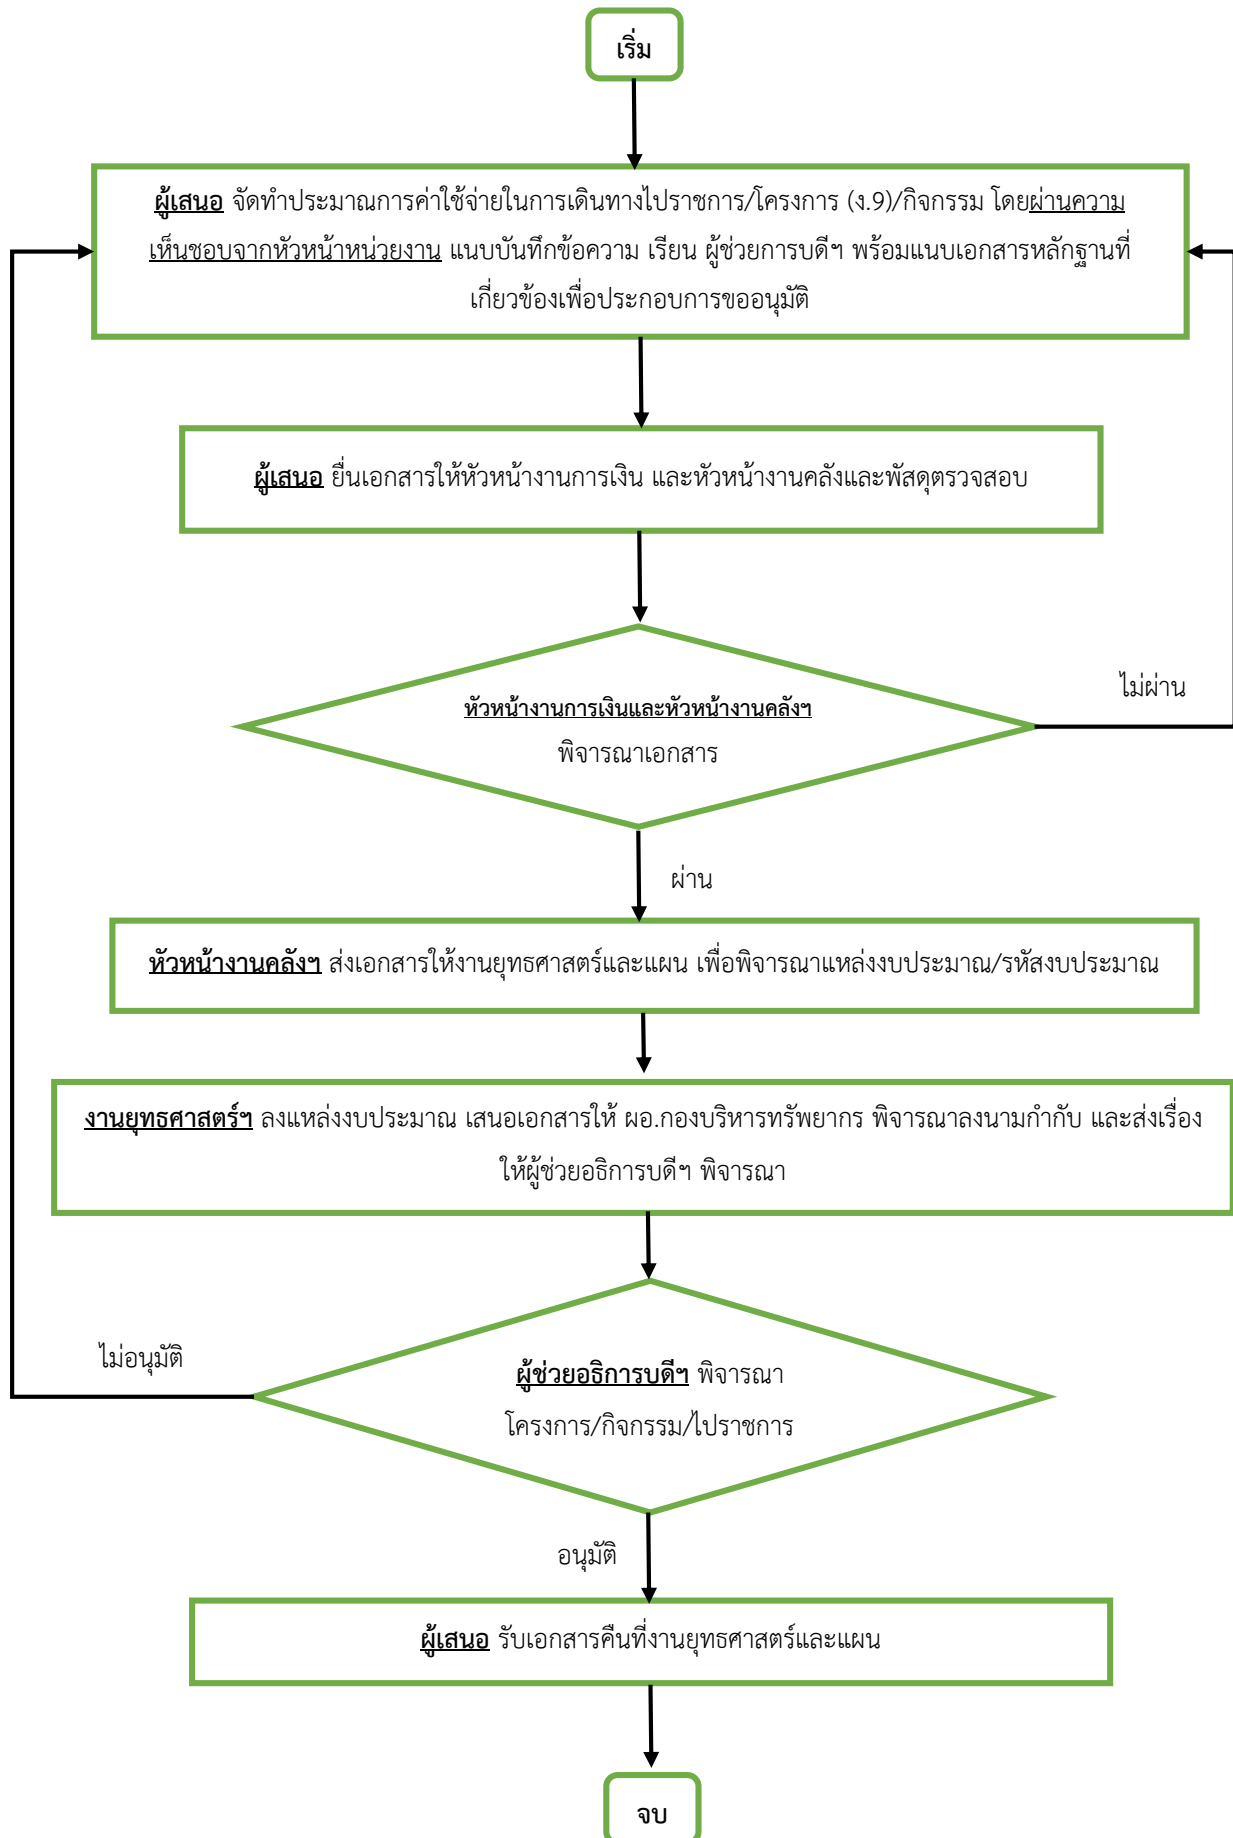 เริ่ม
ผู้เสนอ จัดทำประมาณการค่าใช้จ่ายในการเดินทางไปราชการ/โครงการ (ง.9)/กิจกรรม โดยผ่านความ
เห็นชอบจากหัวหน้าหน่วยงาน แนบบันทึกข้อความ เรียน ผู้ช่วยการบดีฯ พร้อมแนบเอกสารหลักฐานที่
เกี่ยวข้องเพื่อประกอบการขออนุมัติ
ผู้เสนอ ยื่นเอกสารให้หัวหน้างานการเงิน และหัวหน้างานคลังและพัสดุตรวจสอบ
ไม่ผ่าน
หัวหน้างานการเงินและหัวหน้างานคลังฯ
พิจารณาเอกสาร
ผ่าน
หัวหน้างานคลังฯ ส่งเอกสารให้งานยุทธศาสตร์และแผน เพื่อพิจารณาแหล่งงบประมาณ/รหัสงบประมาณ
งานยุทธศาสตร์ฯ ลงแหล่งงบประมาณ เสนอเอกสารให้ ผอ.กองบริหารทรัพยากร พิจารณาลงนามกำกับ และส่งเรื่อง
ให้ผู้ช่วยอธิการบดีฯ พิจารณา
ไม่อนุมัติ
ผู้ช่วยอธิการบดีฯ พิจารณา
โครงการ/กิจกรรม/ไปราชการ
อนุมัติ
ผู้เสนอ รับเอกสารคืนที่งานยุทธศาสตร์และแผน
จบ